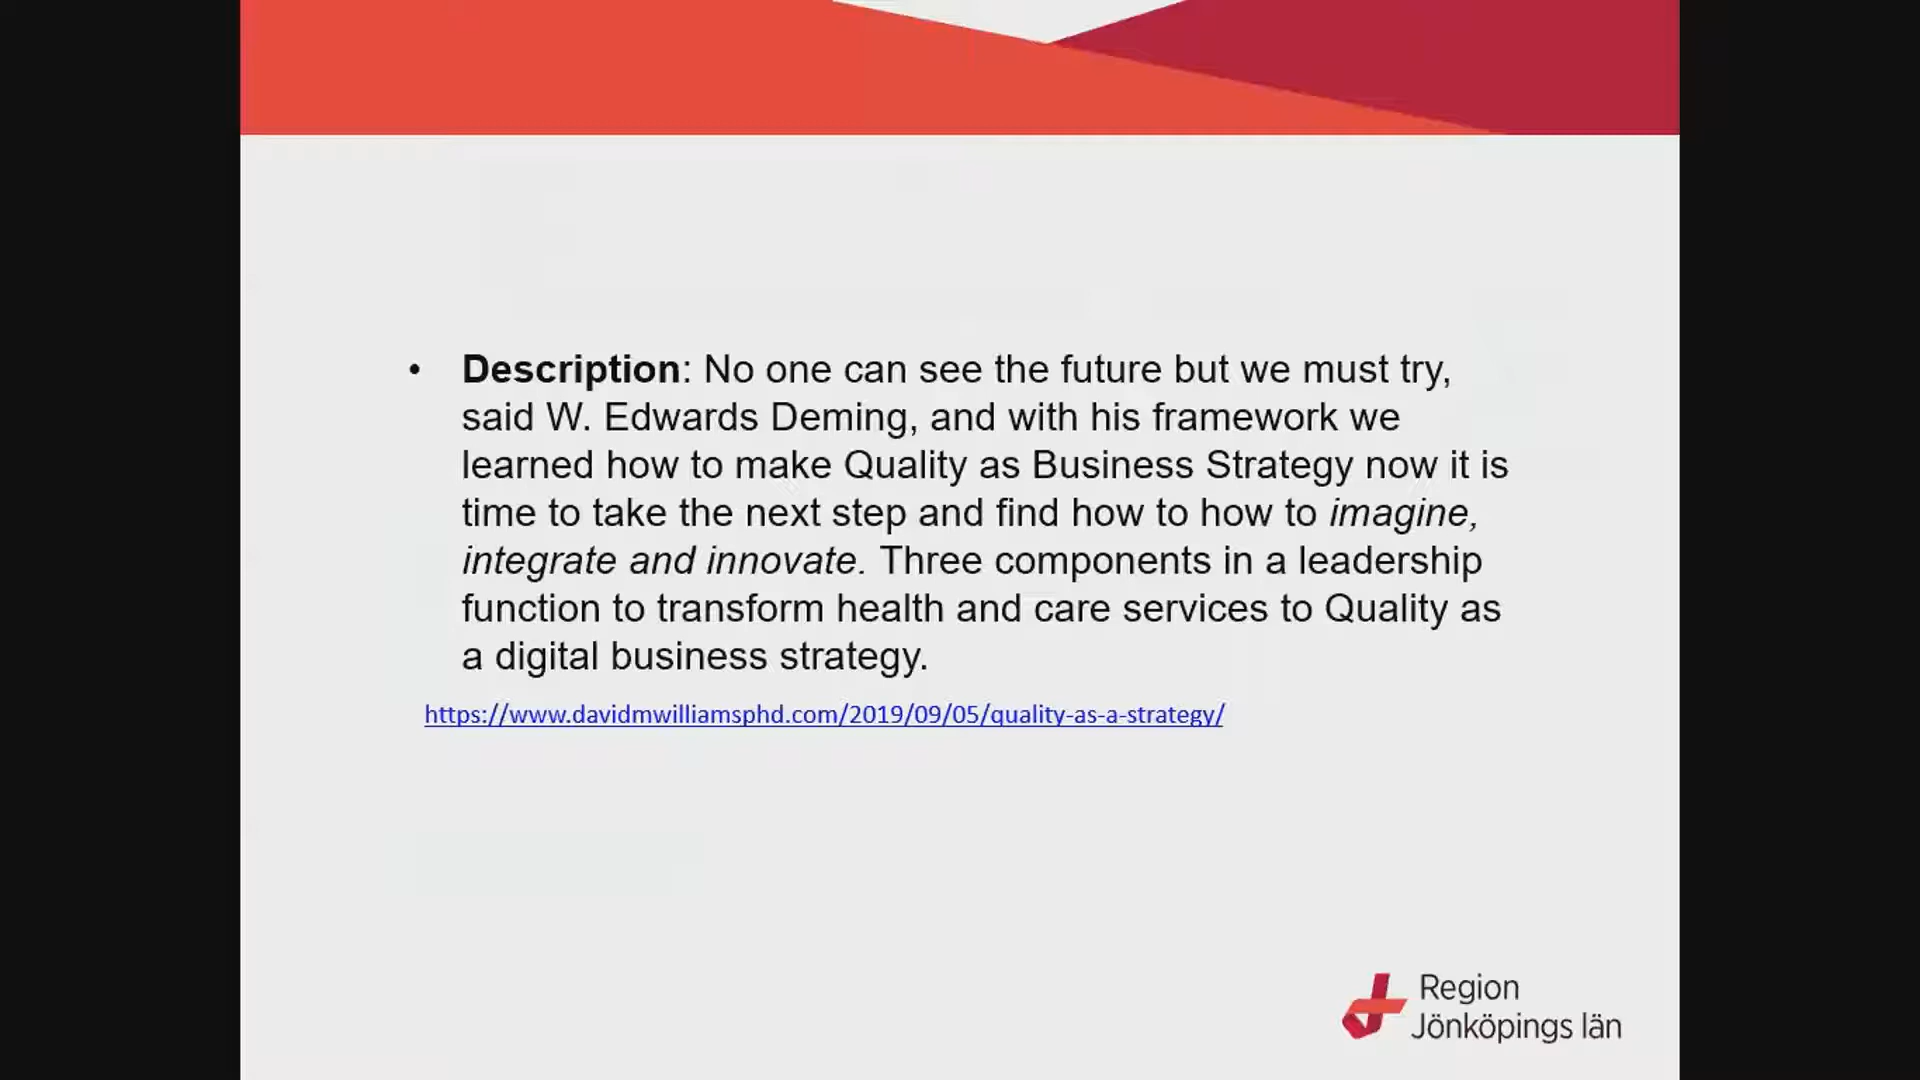 • Description: No one can see the future but we must try,
said W. Edwards Deming, and with his framework we
learned how to make Quality as Business Strategy now it is
time to take the next step and find how to how to imagine,
integrate and innovate. Three components in a leadership
function to transform health and care services to Quality as
a digital business strategy.
https://www.davidmwilliamsphd.com/2019/09/05/quality-as-a-strategy/
Region
Jönköpings län